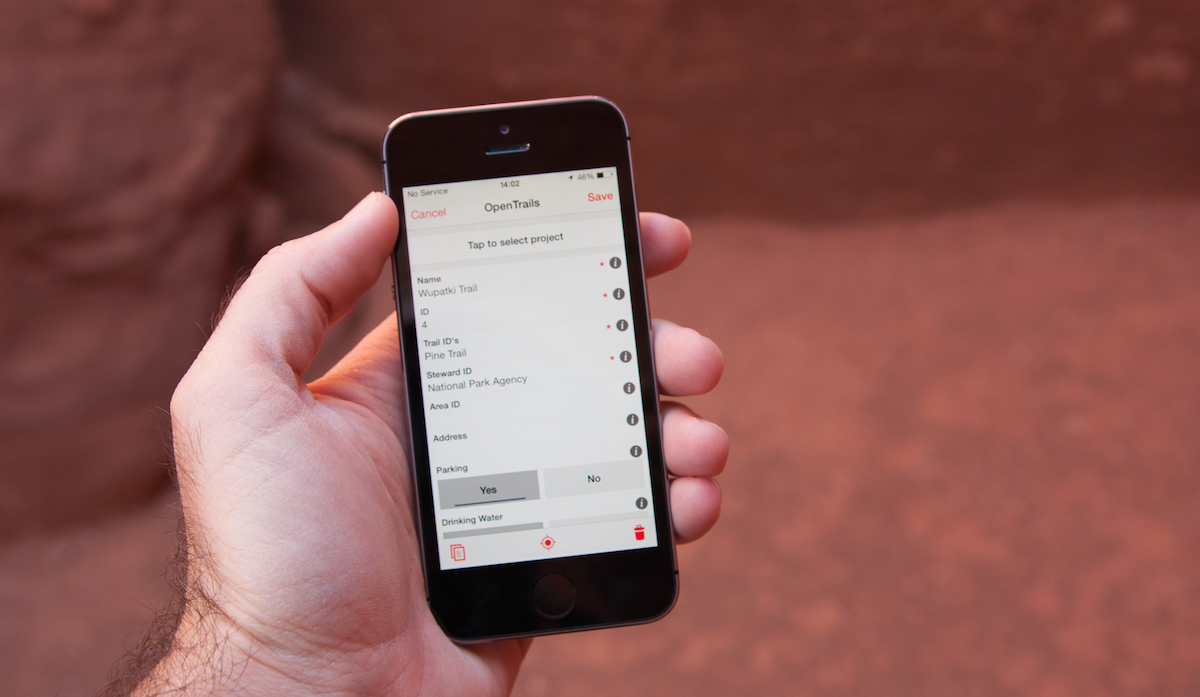 No Service 14:02 46%
Cancel OpenTrails Save
Tap to select project
Name
Wupatki Trail
ID
4
Trail ID's
Pine Trail
Steward ID
National Park Agency
Area ID
Address
Parking
Yes No
Drinking Water